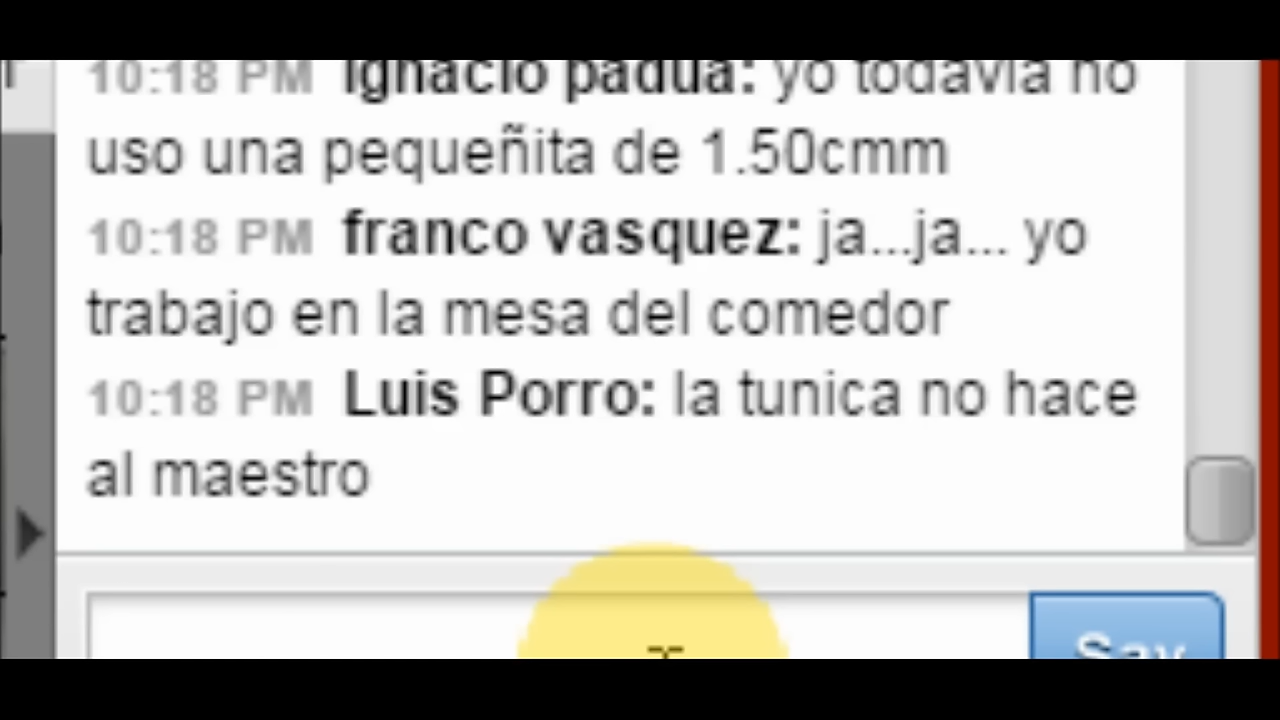 10:18 PM ignacio padua: yo todavia no
uso una pequeñita de 1.50cmm
10:18 PM franco vasquez: ja...ja... yo
trabajo en la mesa del comedor
10:18 PM Luis Porro: la tunica no hace
al maestro
Say